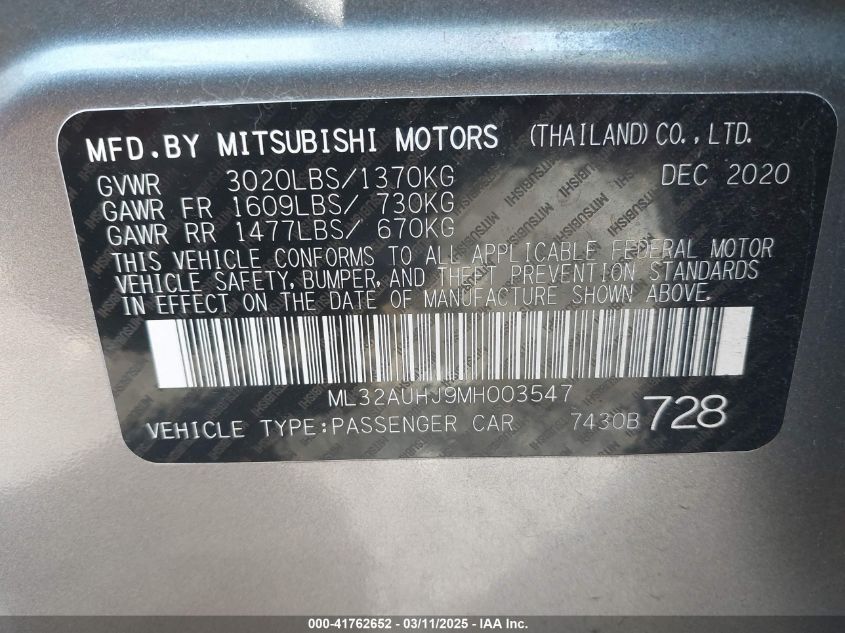 MFD.BY MITSUBISHI MOTORS (THAILAND) CO., LTD.
GVWR 3020LBS/1370KG DEC 2020
GAWR FR 1609LBS/ 730KG
GAWR RR 1477LBS/ 670KG
THIS VEHICLE CONFORMS TO ALL APPLICABLE FEDERAL MOTOR
VEHICLE SAFETY, BUMPER, AND THEFT PREVENTION STANDARDS
IN EFFECT ON THE DATE OF MANUFACTURE SHOWN ABOVE.
ML32AUHJ9MH003547
VEHICLE TYPE:PASSENGER CAR 7430B 728
000-41762652 - 03/11/2025 - IAA Inc.